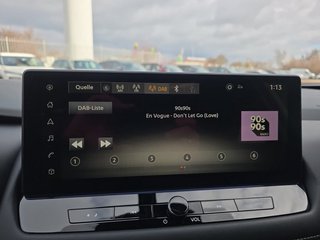 Quelle
DAB
1:13
DAB-Liste
90s90s
En Vogue - Don't Let Go (Love)
90s
90s
1
2
3
4
5
6
VOL